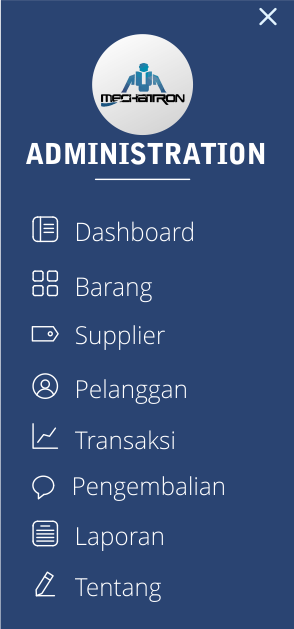 MECHATRON
ADMINISTRATION
Dashboard
Barang
Supplier
Pelanggan
Transaksi
Pengembalian
Laporan
Tentang